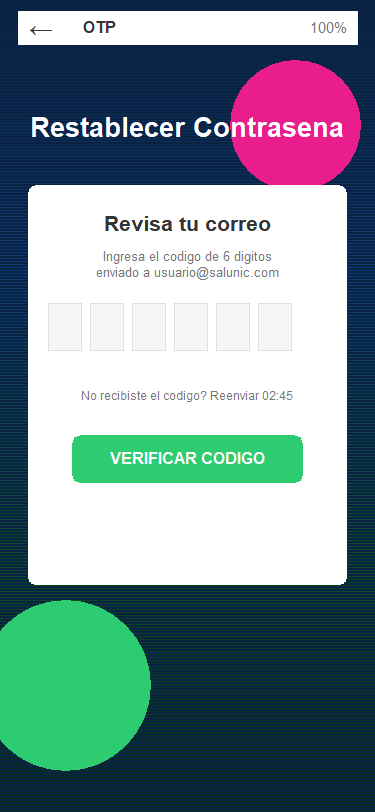 ← OTP 100%
Restablecer Contrasena
Revisa tu correo
Ingresa el codigo de 6 digitos
enviado a usuario@salunic.com
No recibiste el codigo? Reenviar 02:45
VERIFICAR CODIGO